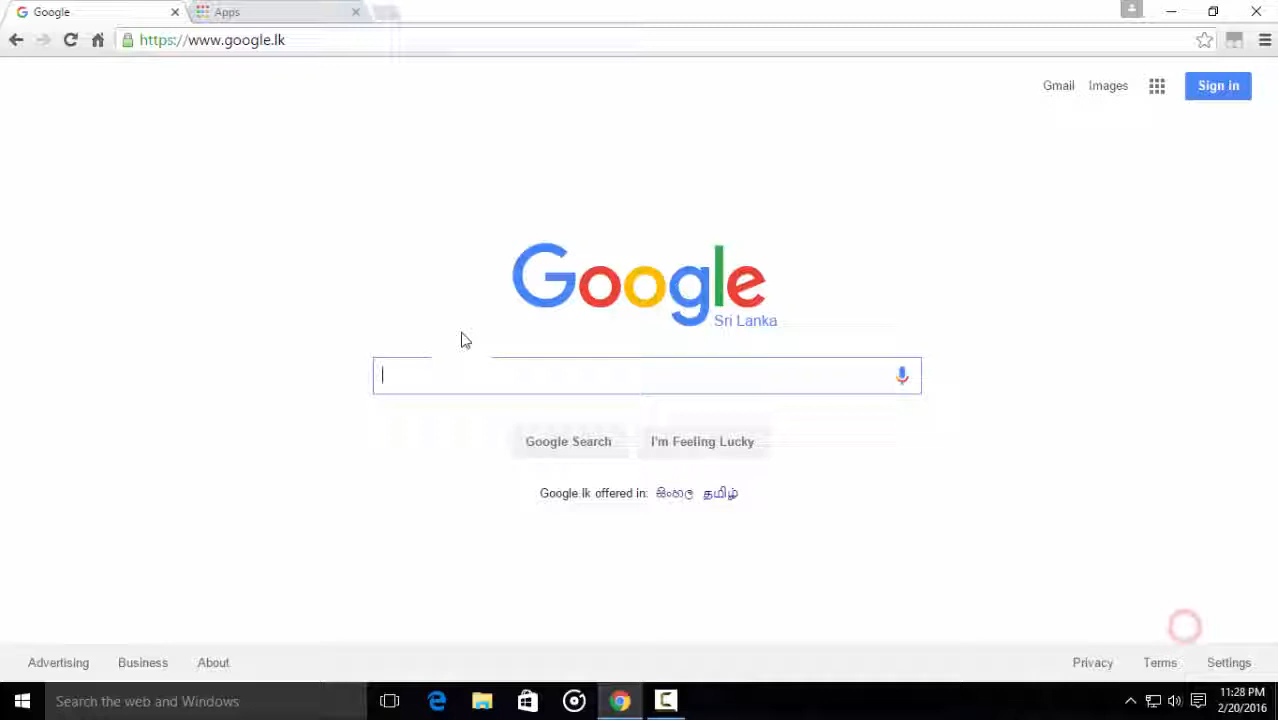 Google
Apps
https://www.google.lk
Gmail Images Sign in
Google
Sri Lanka
Google Search I'm Feeling Lucky
Google.lk offered in: සිංහල தமிழ்
Advertising Business About Privacy Terms Settings
Search the web and Windows
11:28 PM
2/20/2016